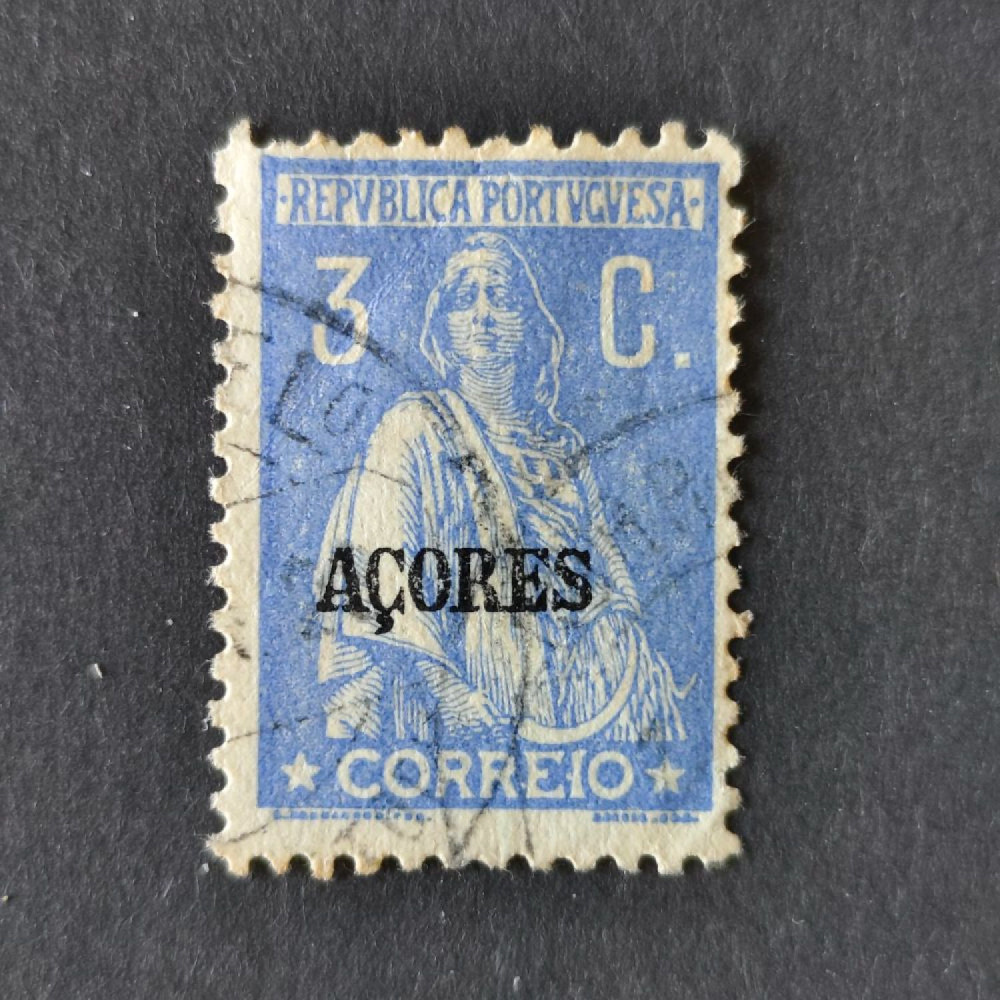 ·REPVBLICA PORTVGVESA·
3 C.
AÇORES
CORREIO